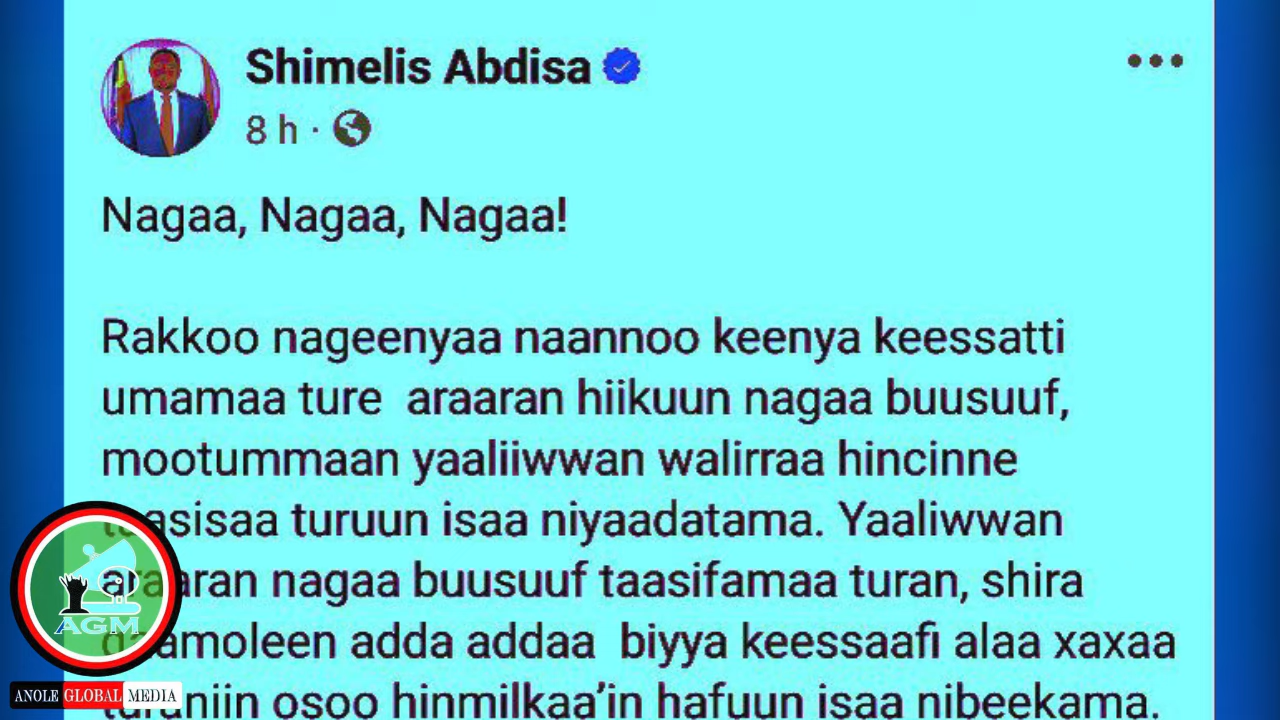 Shimelis Abdisa
8 h ·
Nagaa, Nagaa, Nagaa!
Rakkoo nageenyaa naannoo keenya keessatti
umamaa ture araaran hiikuun nagaa buusuuf,
mootummaan yaaliiwwan walirraa hincinne
taasisaa turuun isaa niyaadatama. Yaaliwwan
araaran nagaa buusuuf taasifamaa turan, shira
adda addaa biyya keessaafi alaa xaxaa
osoo hinmilkaa’in hafuun isaa nibeekama.
AGM
ANOLE GLOBAL MEDIA